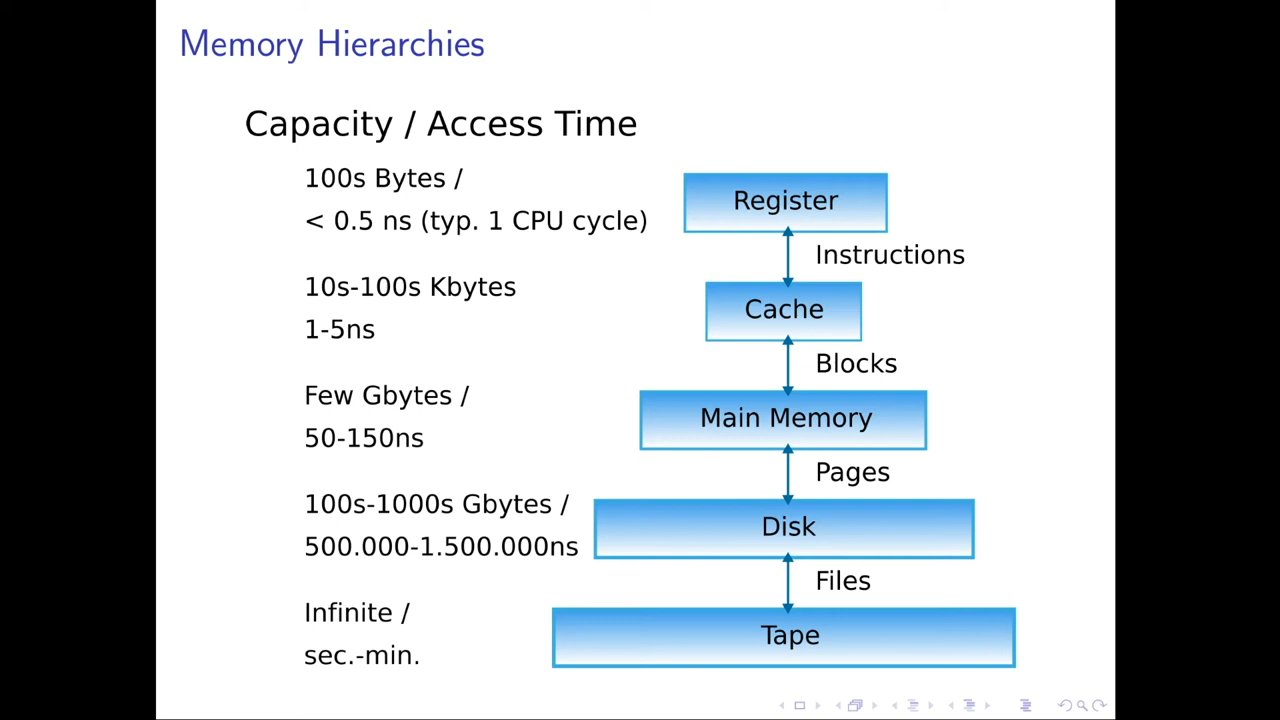 Memory Hierarchies
Capacity / Access Time
100s Bytes /
< 0.5 ns (typ. 1 CPU cycle)
Register
Instructions
10s-100s Kbytes
1-5ns
Cache
Blocks
Few Gbytes /
50-150ns
Main Memory
Pages
100s-1000s Gbytes /
500.000-1.500.000ns
Disk
Files
Infinite /
sec.-min.
Tape